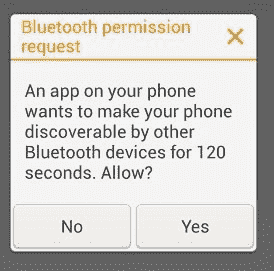 Bluetooth permission
request
An app on your phone
wants to make your phone
discoverable by other
Bluetooth devices for 120
seconds. Allow?
No
Yes